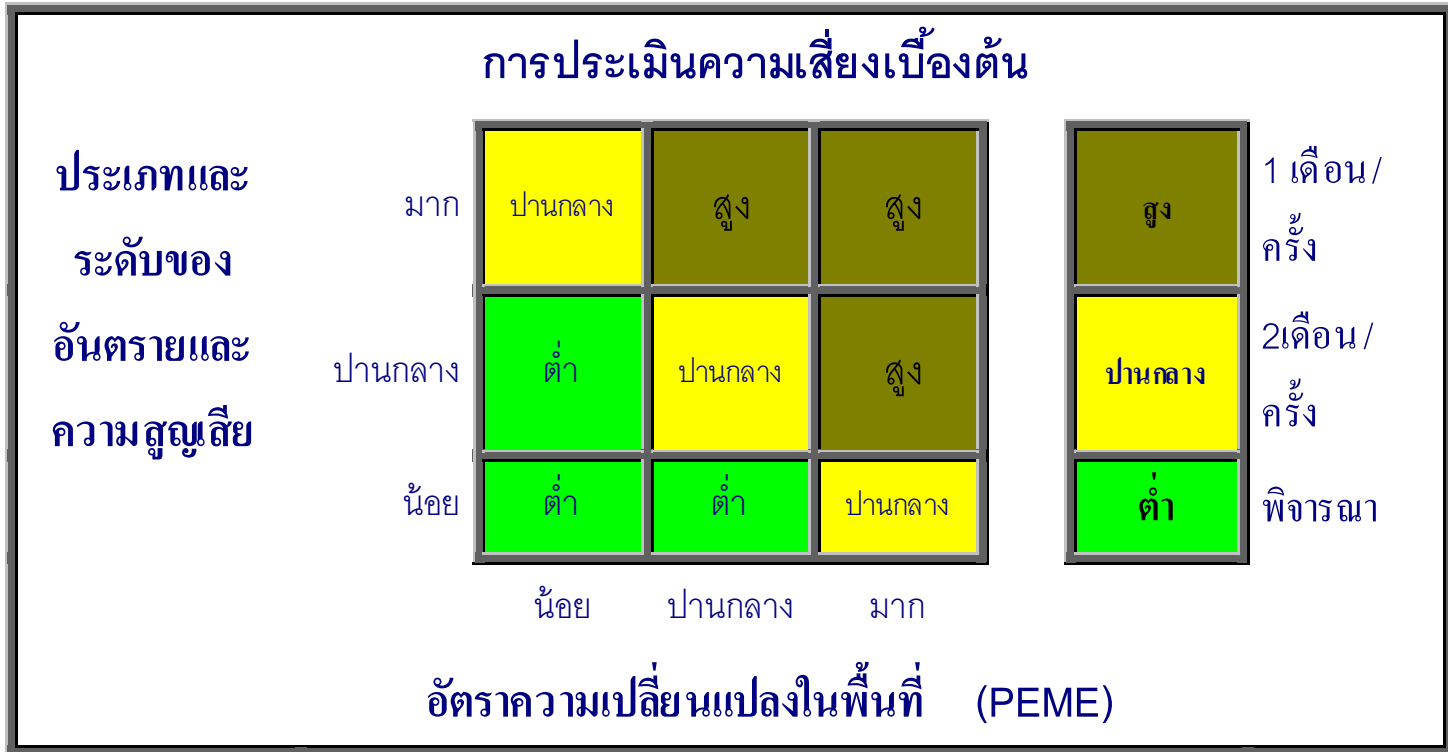 การประเมินความเสี่ยงเบื้องต้น
ประเภทและ
ระดับของ
อันตรายและ
ความสูญเสีย
มาก ปานกลาง สูง สูง
ปานกลาง ต่ำ ปานกลาง สูง
น้อย ต่ำ ต่ำ ปานกลาง
น้อย ปานกลาง มาก
อัตราความเปลี่ยนแปลงในพื้นที่ (PEME)
สูง 1 เดือน /
ครั้ง
ปานกลาง 2เดือน /
ครั้ง
ต่ำ พิจารณา